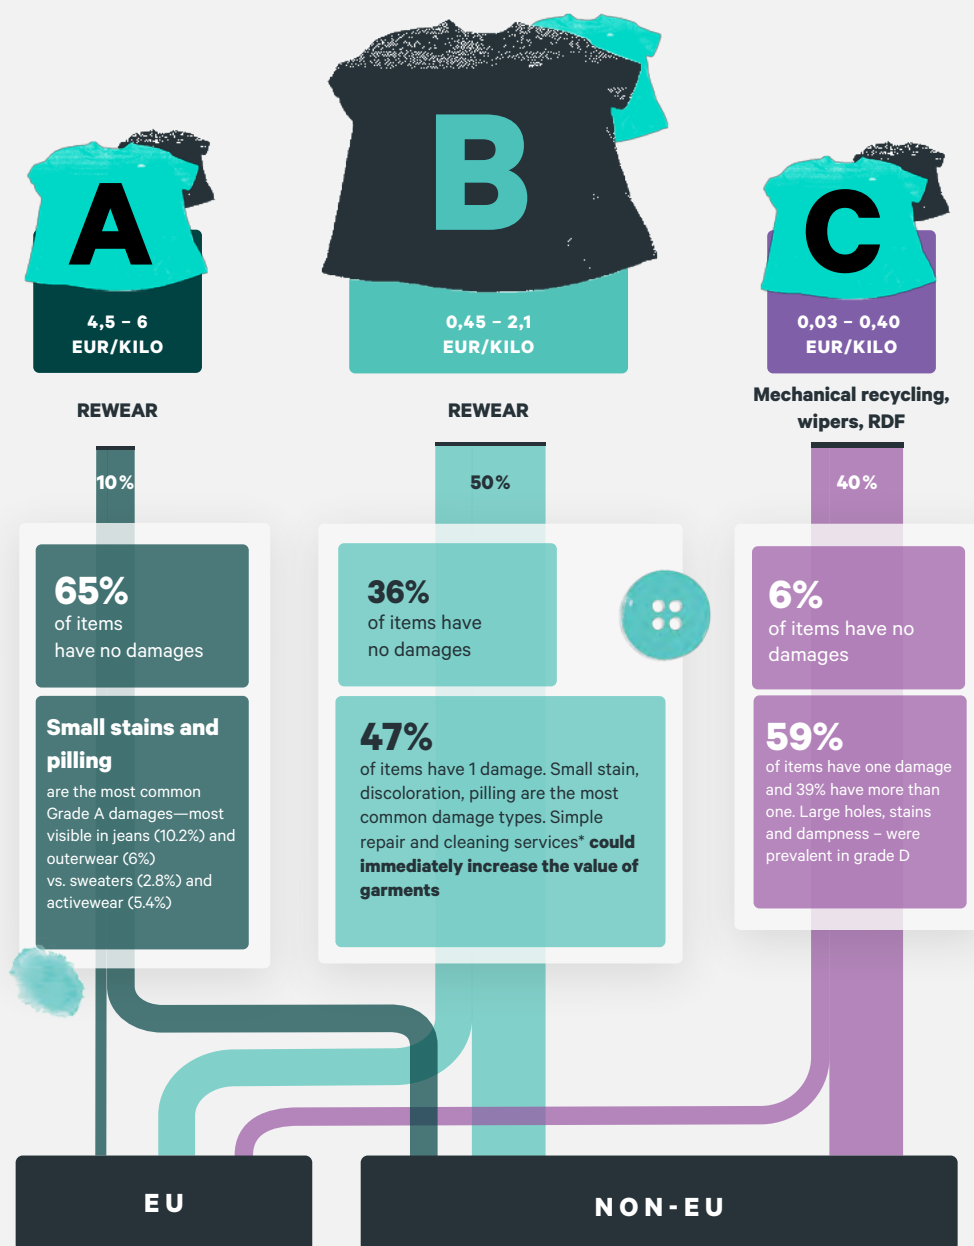 A
4,5 – 6
EUR/KILO
REWEAR
10%
65%
of items
have no damages
Small stains and
pilling
are the most common
Grade A damages—most
visible in jeans (10.2%) and
outerwear (6%)
vs. sweaters (2.8%) and
activewear (5.4%)
B
0,45 – 2,1
EUR/KILO
REWEAR
50%
36%
of items have
no damages
47%
of items have 1 damage. Small stain,
discoloration, pilling are the most
common damage types. Simple
repair and cleaning services* could
immediately increase the value of
garments
C
0,03 – 0,40
EUR/KILO
Mechanical recycling,
wipers, RDF
40%
6%
of items have no
damages
59%
of items have one damage
and 39% have more than
one. Large holes, stains
and dampness – were
prevalent in grade D
EU
NON-EU